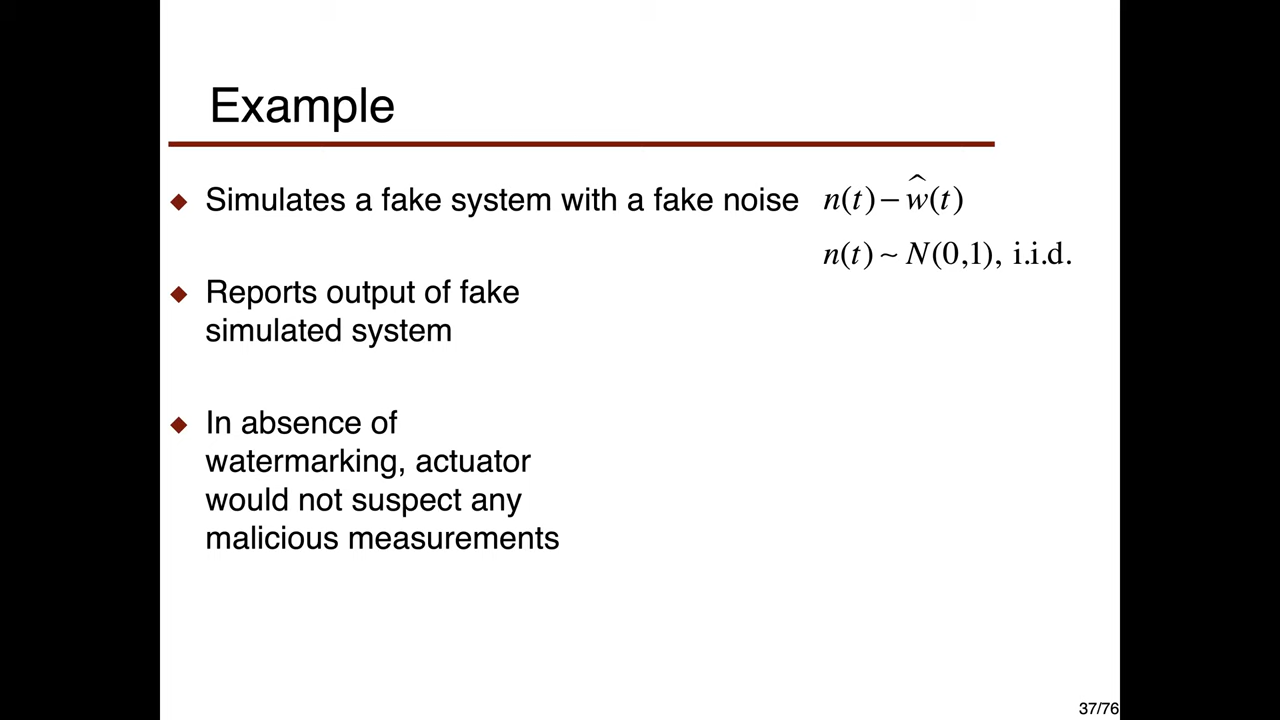 Example
◆ Simulates a fake system with a fake noise n(t) − ŵ(t)
n(t) ~ N(0,1), i.i.d.
◆ Reports output of fake
simulated system
◆ In absence of
watermarking, actuator
would not suspect any
malicious measurements
37/76